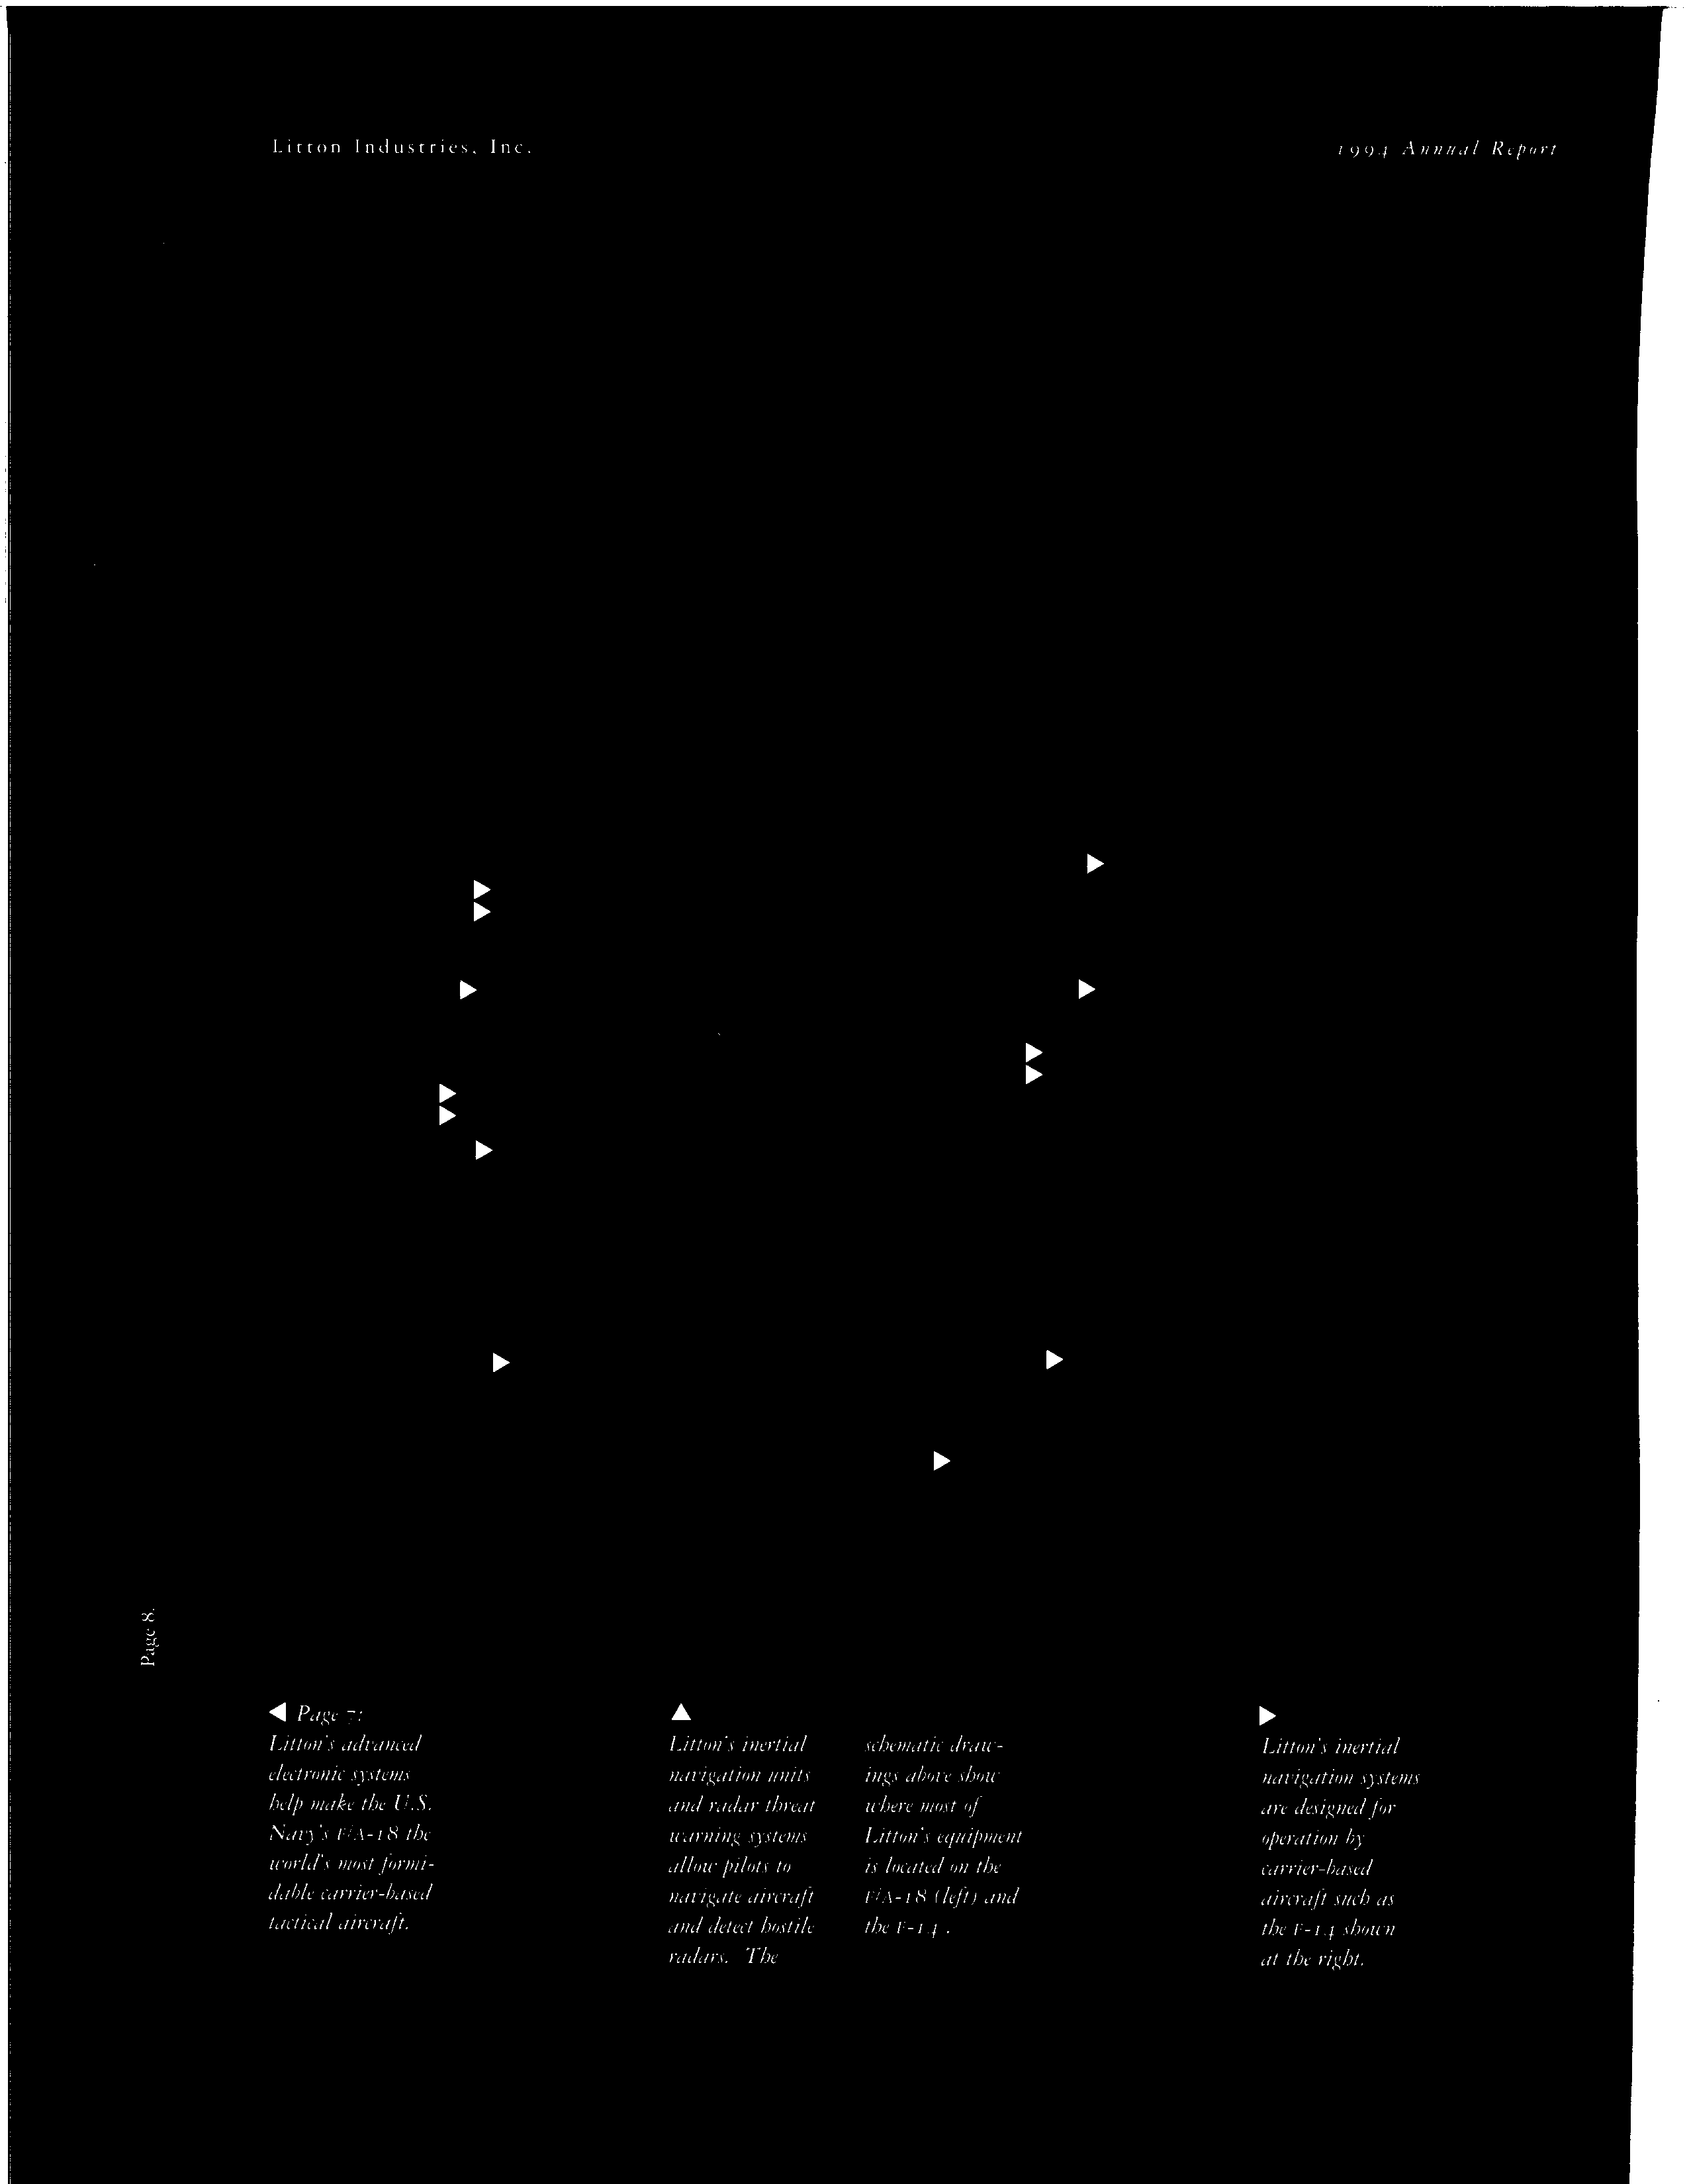 Litton Industries, Inc.
1994 Annual Report
Page 8.
Page 7:
Litton's advanced
electronic systems
help make the U.S.
Navy's F/A-18 the
world's most formi-
dable carrier-based
tactical aircraft.
Litton's inertial
navigation units
and radar threat
warning systems
allow pilots to
navigate aircraft
and detect hostile
radars. The
schematic draw-
ings above show
where most of
Litton's equipment
is located on the
F/A-18 (left) and
the F-14 .
Litton's inertial
navigation systems
are designed for
operation by
carrier-based
aircraft such as
the F-14 shown
at the right.